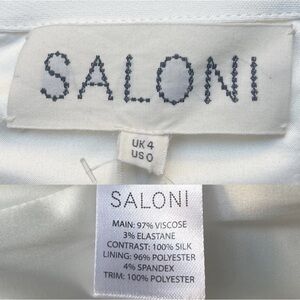 SALONI
UK 4
US 0
SALONI
MAIN: 97% VISCOSE
3% ELASTANE
CONTRAST: 100% SILK
LINING: 96% POLYESTER
4% SPANDEX
TRIM: 100% POLYESTER